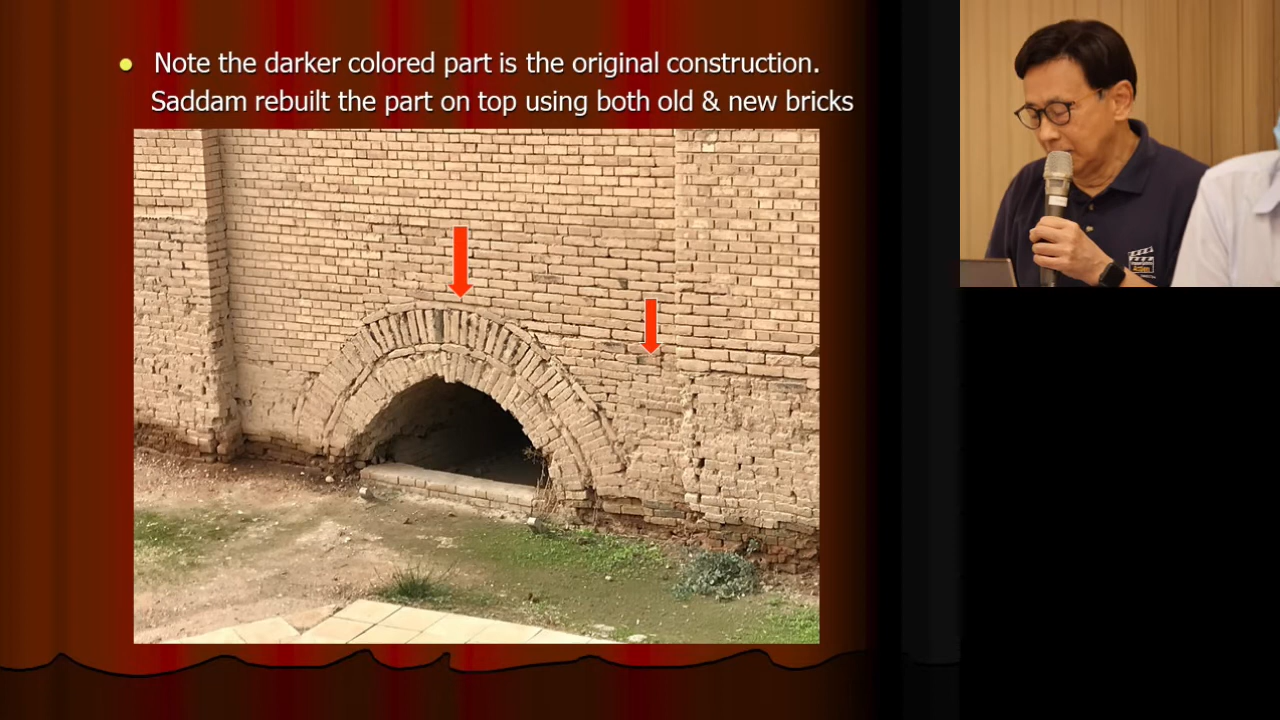 Note the darker colored part is the original construction.
Saddam rebuilt the part on top using both old & new bricks